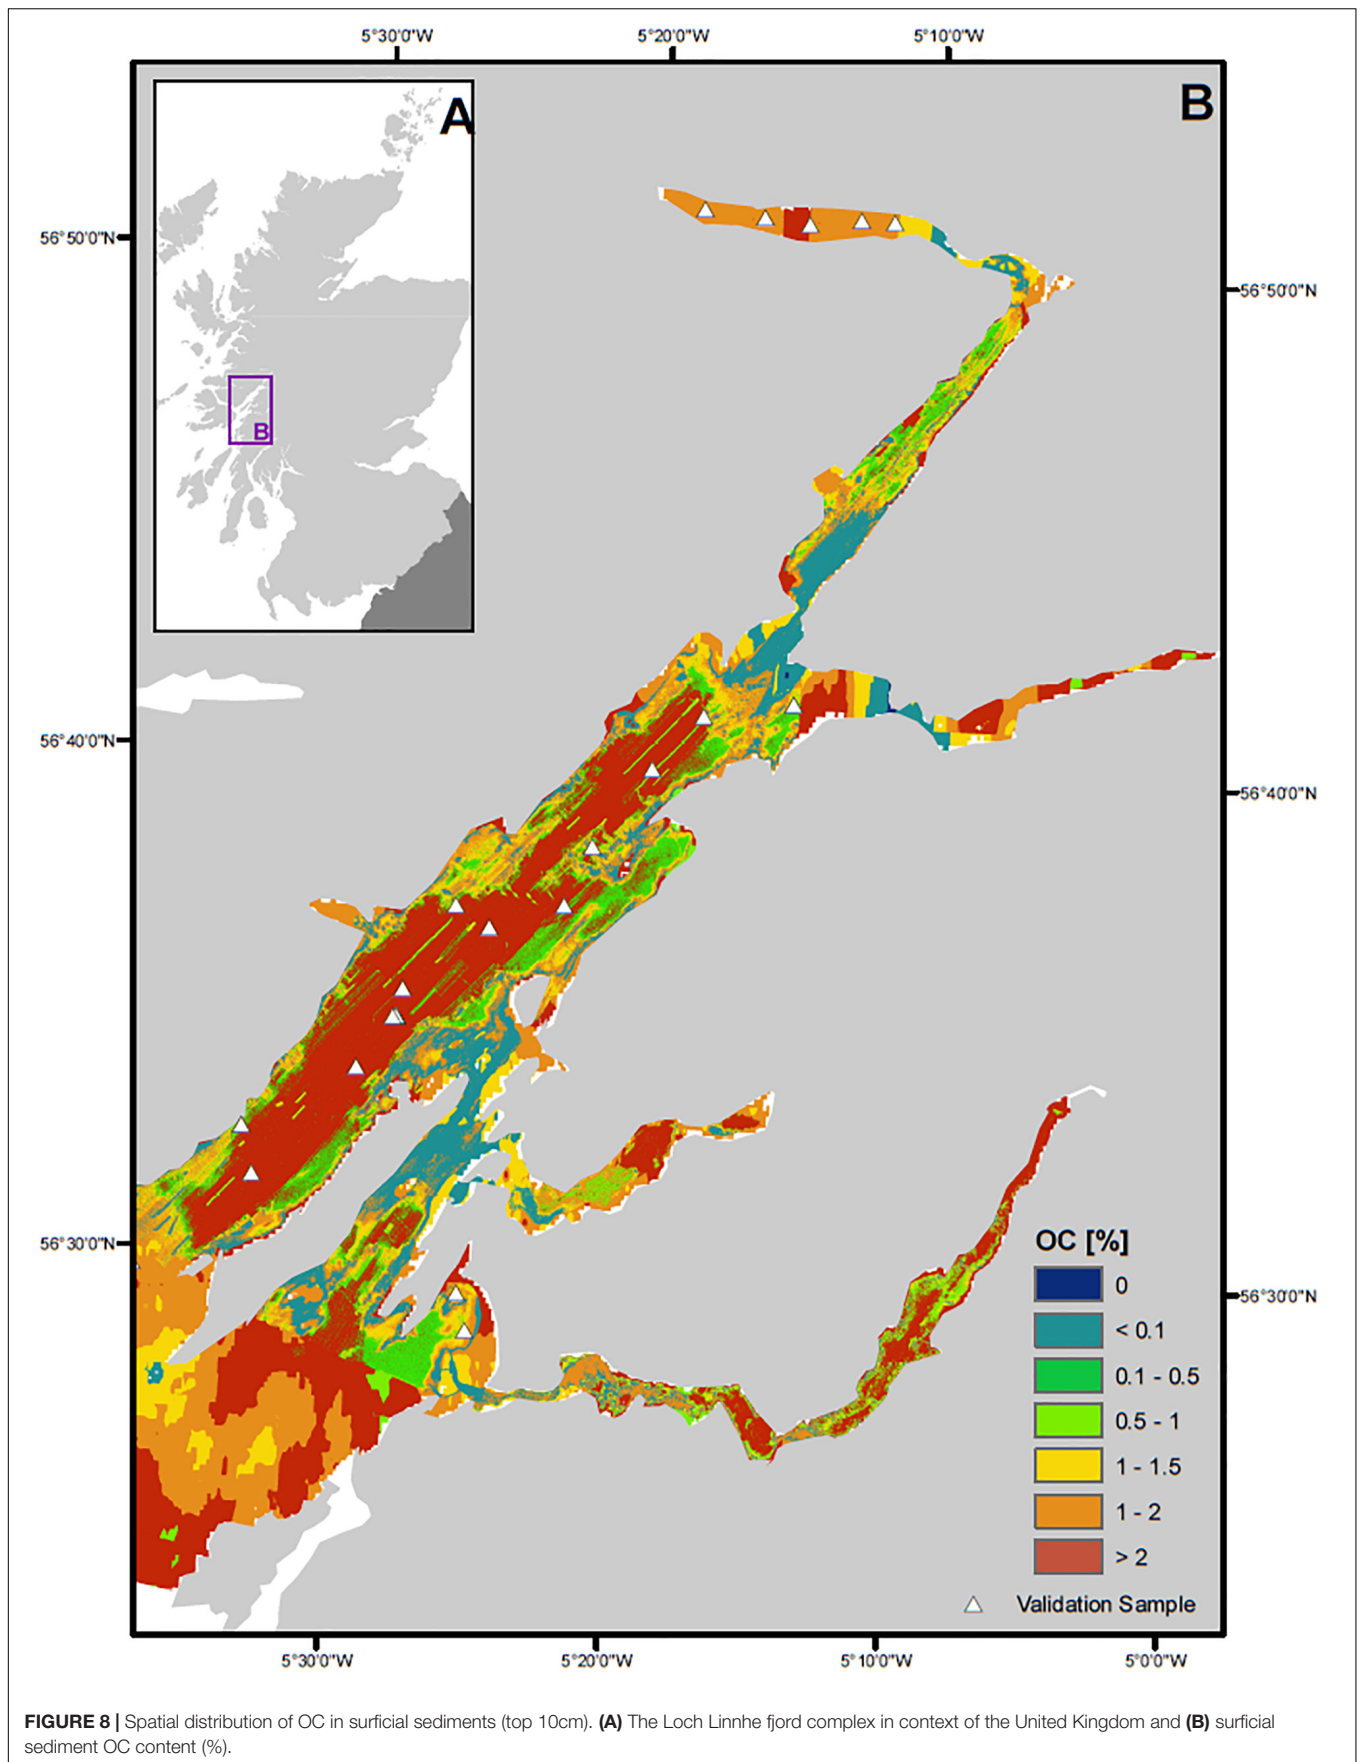 5°30'0"W 5°20'0"W 5°10'0"W
A
B
56°50'0"N
56°50'0"N
B
56°40'0"N
56°40'0"N
56°30'0"N
56°30'0"N
OC [%]
0
< 0.1
0.1 - 0.5
0.5 - 1
1 - 1.5
1 - 2
> 2
Validation Sample
5°30'0"W 5°20'0"W 5°10'0"W 5°0'0"W
FIGURE 8 | Spatial distribution of OC in surficial sediments (top 10cm). (A) The Loch Linnhe fjord complex in context of the United Kingdom and (B) surficial
sediment OC content (%).